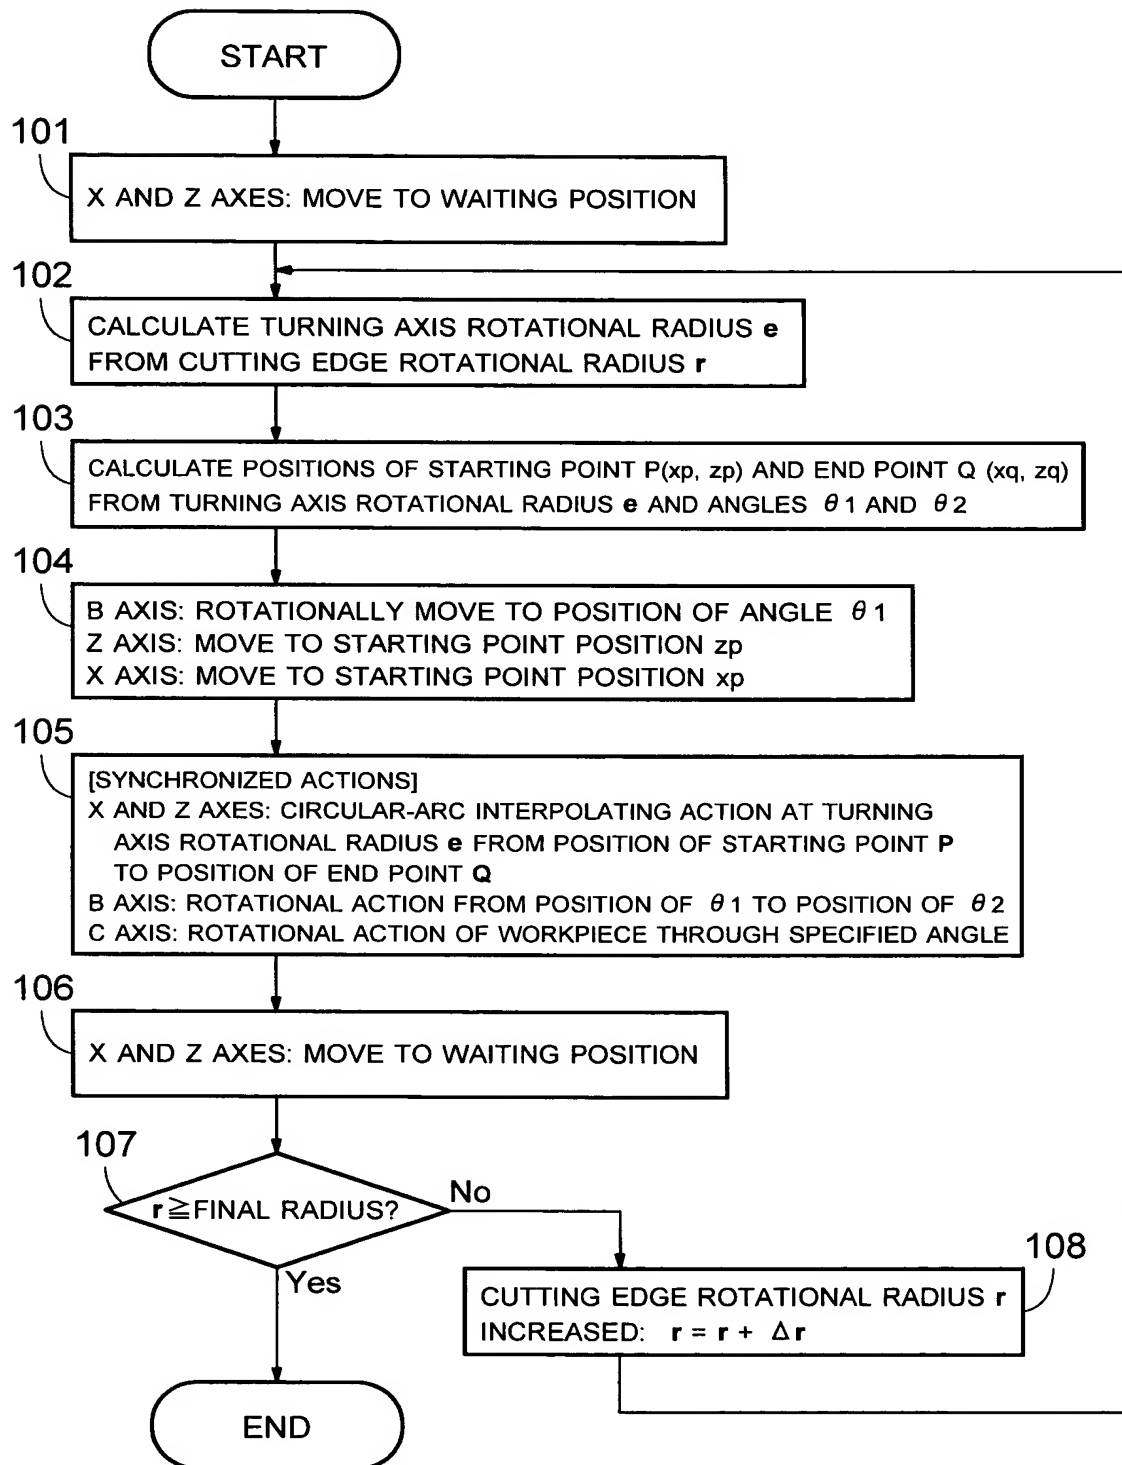 START
101
X AND Z AXES: MOVE TO WAITING POSITION
102
CALCULATE TURNING AXIS ROTATIONAL RADIUS e
FROM CUTTING EDGE ROTATIONAL RADIUS r
103
CALCULATE POSITIONS OF STARTING POINT P(xp, zp) AND END POINT Q (xq, zq)
FROM TURNING AXIS ROTATIONAL RADIUS e AND ANGLES θ1 AND θ2
104
B AXIS: ROTATIONALLY MOVE TO POSITION OF ANGLE θ1
Z AXIS: MOVE TO STARTING POINT POSITION zp
X AXIS: MOVE TO STARTING POINT POSITION xp
105
[SYNCHRONIZED ACTIONS]
X AND Z AXES: CIRCULAR-ARC INTERPOLATING ACTION AT TURNING
AXIS ROTATIONAL RADIUS e FROM POSITION OF STARTING POINT P
TO POSITION OF END POINT Q
B AXIS: ROTATIONAL ACTION FROM POSITION OF θ1 TO POSITION OF θ2
C AXIS: ROTATIONAL ACTION OF WORKPIECE THROUGH SPECIFIED ANGLE
106
X AND Z AXES: MOVE TO WAITING POSITION
107
r≧FINAL RADIUS?
No
Yes
108
CUTTING EDGE ROTATIONAL RADIUS r
INCREASED: r = r + Δr
END